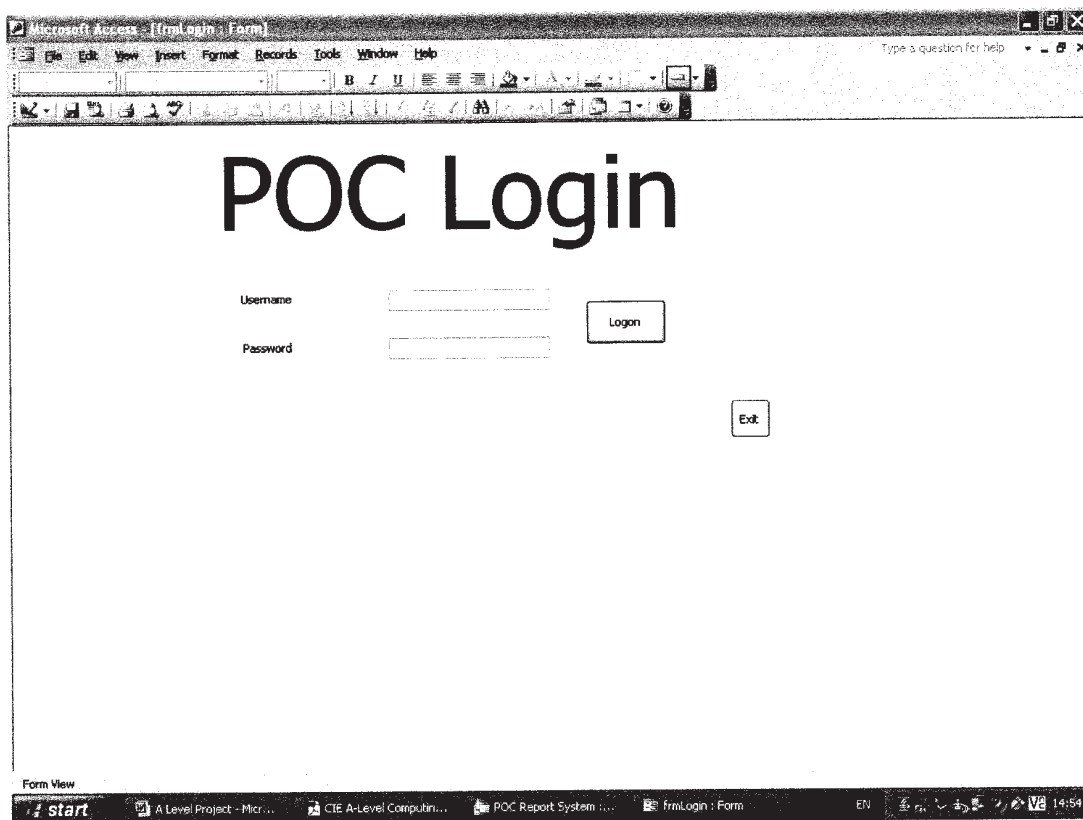 Microsoft Access - [frmLogin : Form]
File Edit View Insert Format Records Tools Window Help Type a question for help
B I U
POC Login
Username
Logon
Password
Exit
Form View
start A Level Project - Micr... CIE A-Level Computin... POC Report System :... frmLogin : Form EN 14:54